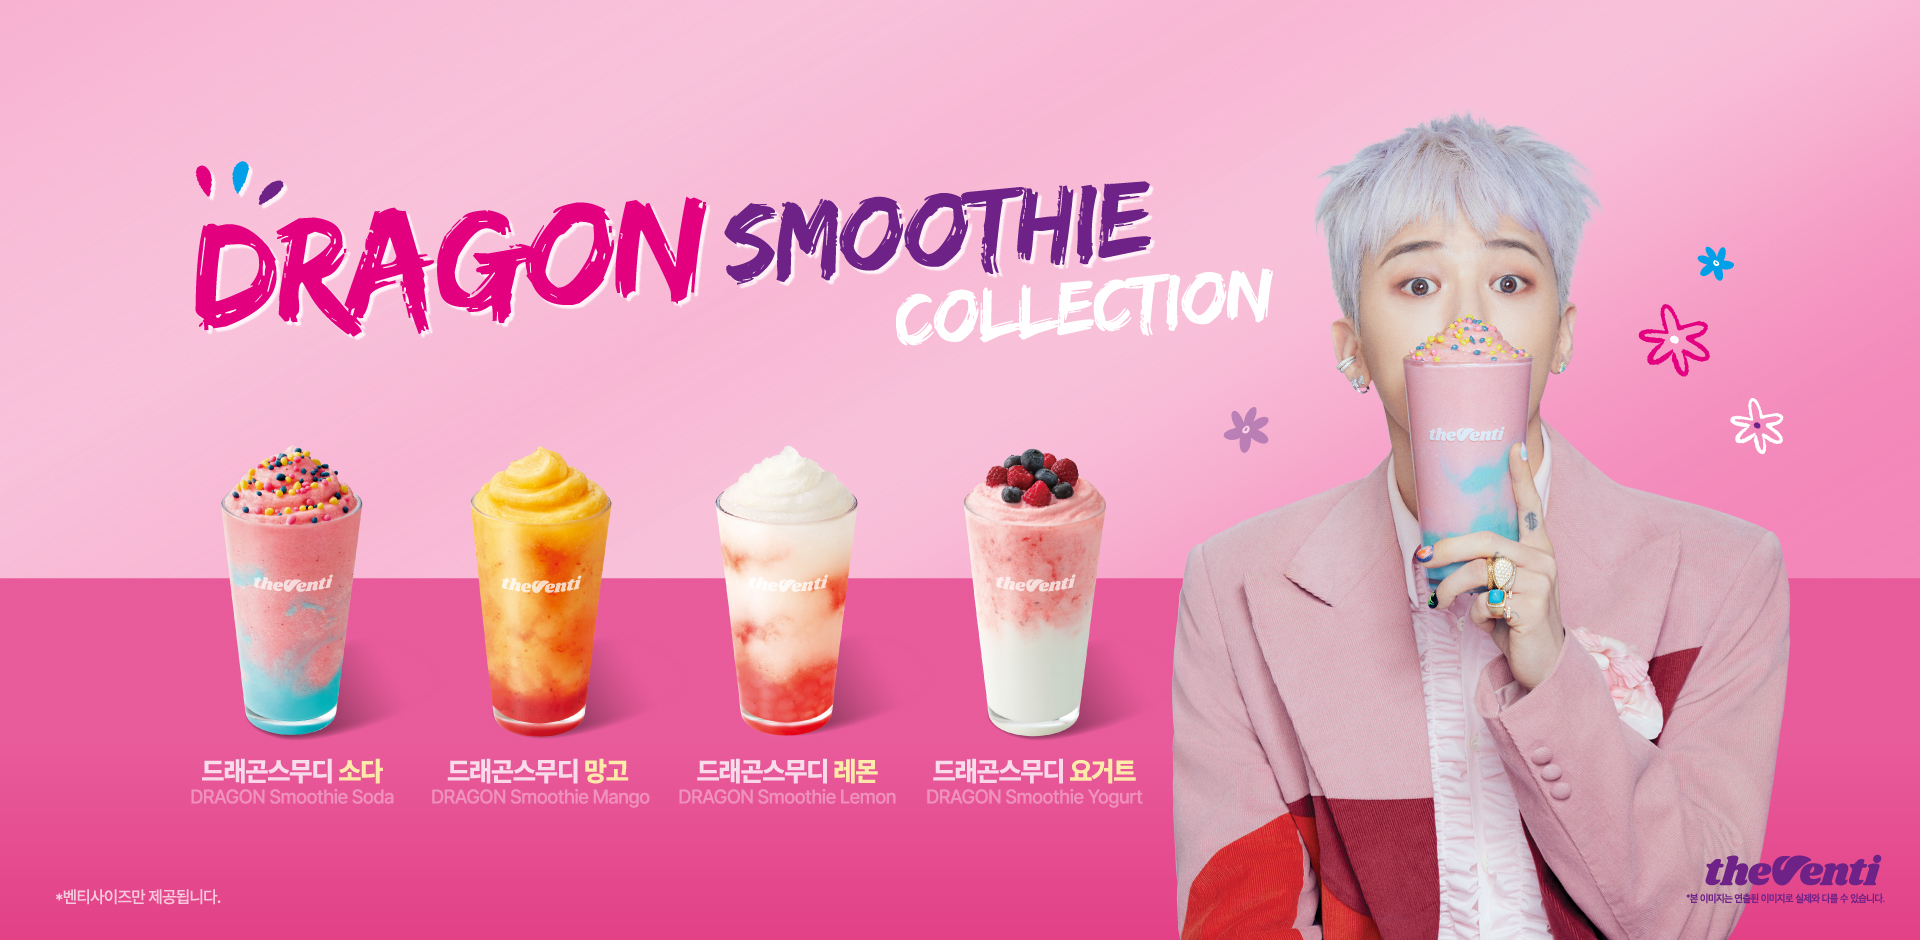 DRAGON SMOOTHIE
COLLECTION
theVenti
theVenti
theVenti
theVenti
theVenti
드래곤스무디 소다
DRAGON Smoothie Soda
드래곤스무디 망고
DRAGON Smoothie Mango
드래곤스무디 레몬
DRAGON Smoothie Lemon
드래곤스무디 요거트
DRAGON Smoothie Yogurt
*벤티사이즈만 제공됩니다.
theVenti
*본 이미지는 연출된 이미지로 실제와 다를 수 있습니다.